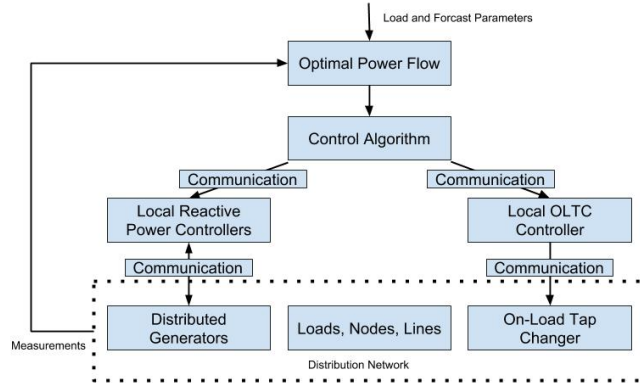 Load and Forcast Parameters
Optimal Power Flow
Control Algorithm
Communication
Communication
Local Reactive
Power Controllers
Local OLTC
Controller
Communication
Communication
Distributed
Generators
Loads, Nodes, Lines
On-Load Tap
Changer
Measurements
Distribution Network